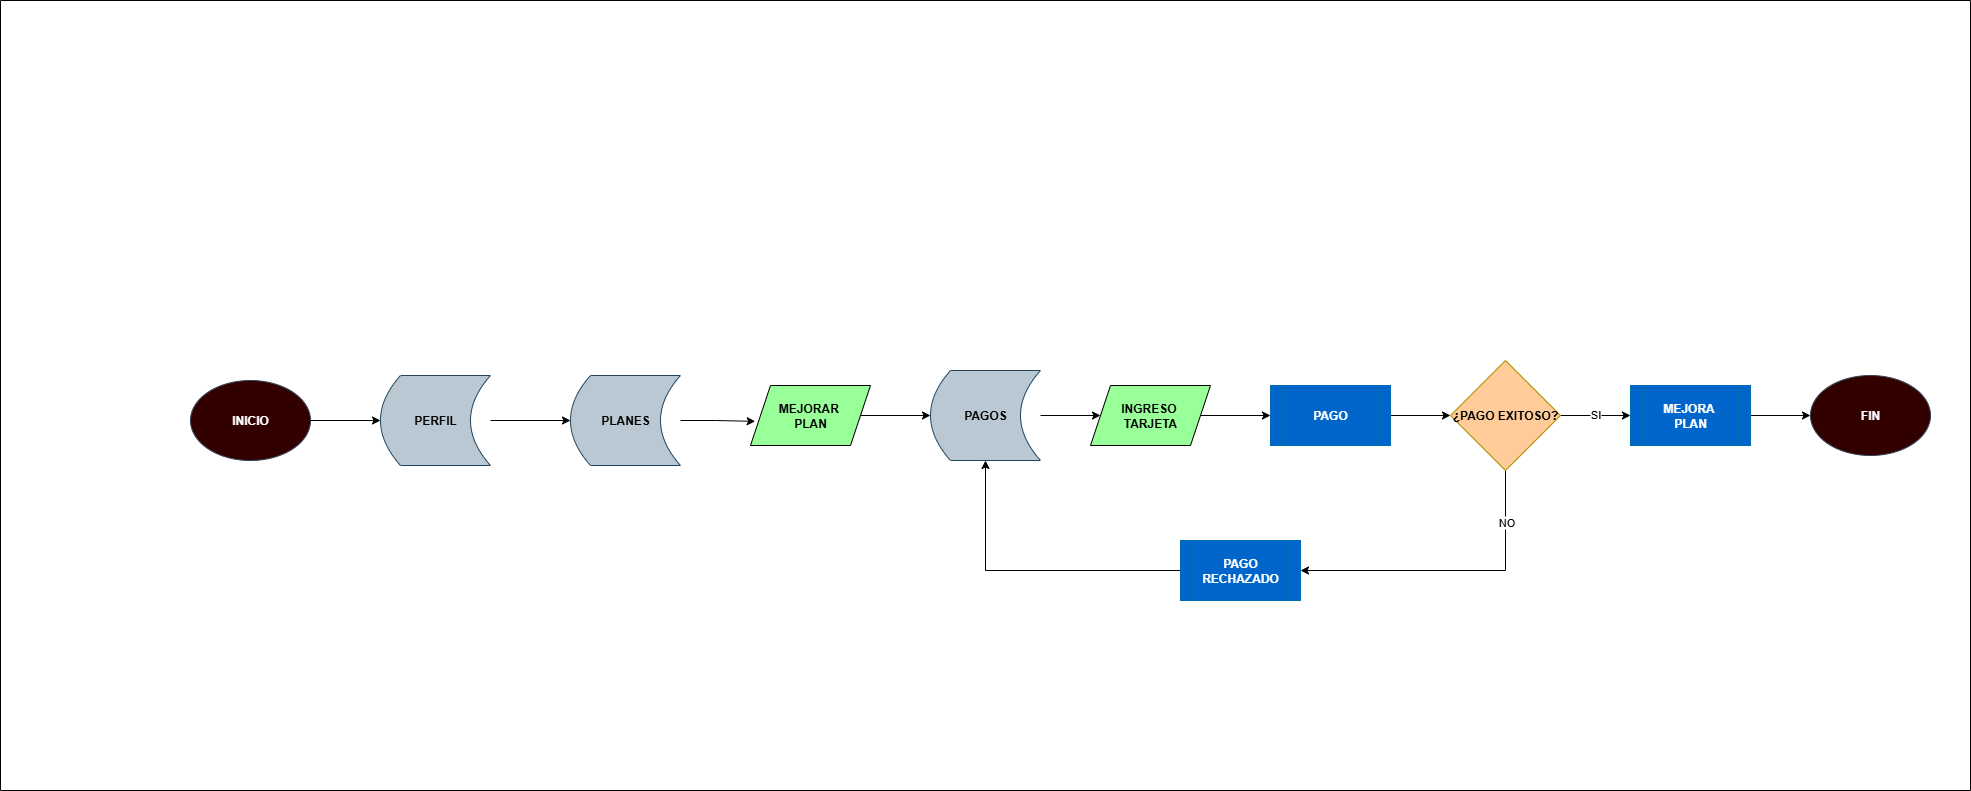 INICIO
PERFIL
PLANES
MEJORAR
PLAN
PAGOS
INGRESO
TARJETA
PAGO
¿PAGO EXITOSO?
SI
MEJORA
PLAN
FIN
NO
PAGO
RECHAZADO